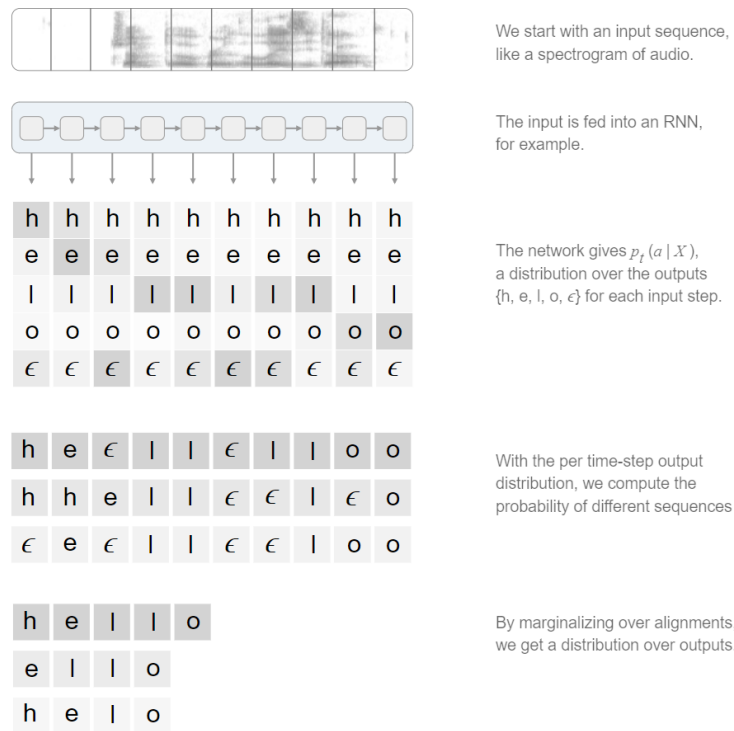 We start with an input sequence,
like a spectrogram of audio.
The input is fed into an RNN,
for example.
h h h h h h h h h h
e e e e e e e e e e
l l l l l l l l l l
o o o o o o o o o o
ϵ ϵ ϵ ϵ ϵ ϵ ϵ ϵ ϵ ϵ
The network gives pₜ (a | X),
a distribution over the outputs
{h, e, l, o, ϵ} for each input step.
h e ϵ l l ϵ l l o o
h h e l l ϵ ϵ l ϵ o
ϵ e ϵ l l ϵ ϵ l o o
With the per time-step output
distribution, we compute the
probability of different sequences
h e l l o
e l l o
h e l o
By marginalizing over alignments
we get a distribution over outputs